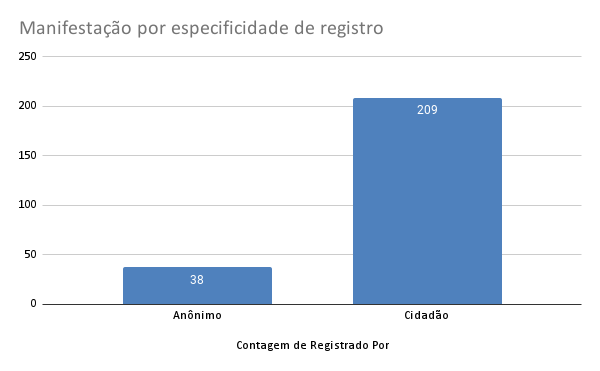 Manifestação por especificidade de registro
250
200
150
100
50
0
209
38
Anônimo
Cidadão
Contagem de Registrado Por